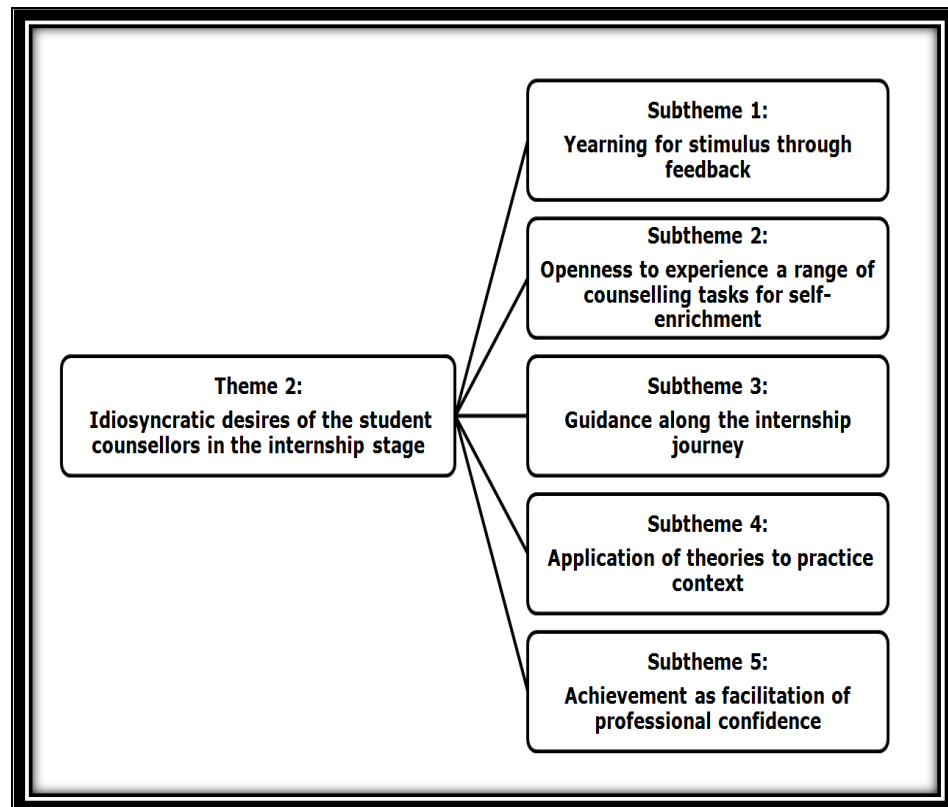 Subtheme 1:
Yearning for stimulus through
feedback
Subtheme 2:
Openness to experience a range of
counselling tasks for self-
enrichment
Theme 2:
Idiosyncratic desires of the student
counsellors in the internship stage
Subtheme 3:
Guidance along the internship
journey
Subtheme 4:
Application of theories to practice
context
Subtheme 5:
Achievement as facilitation of
professional confidence